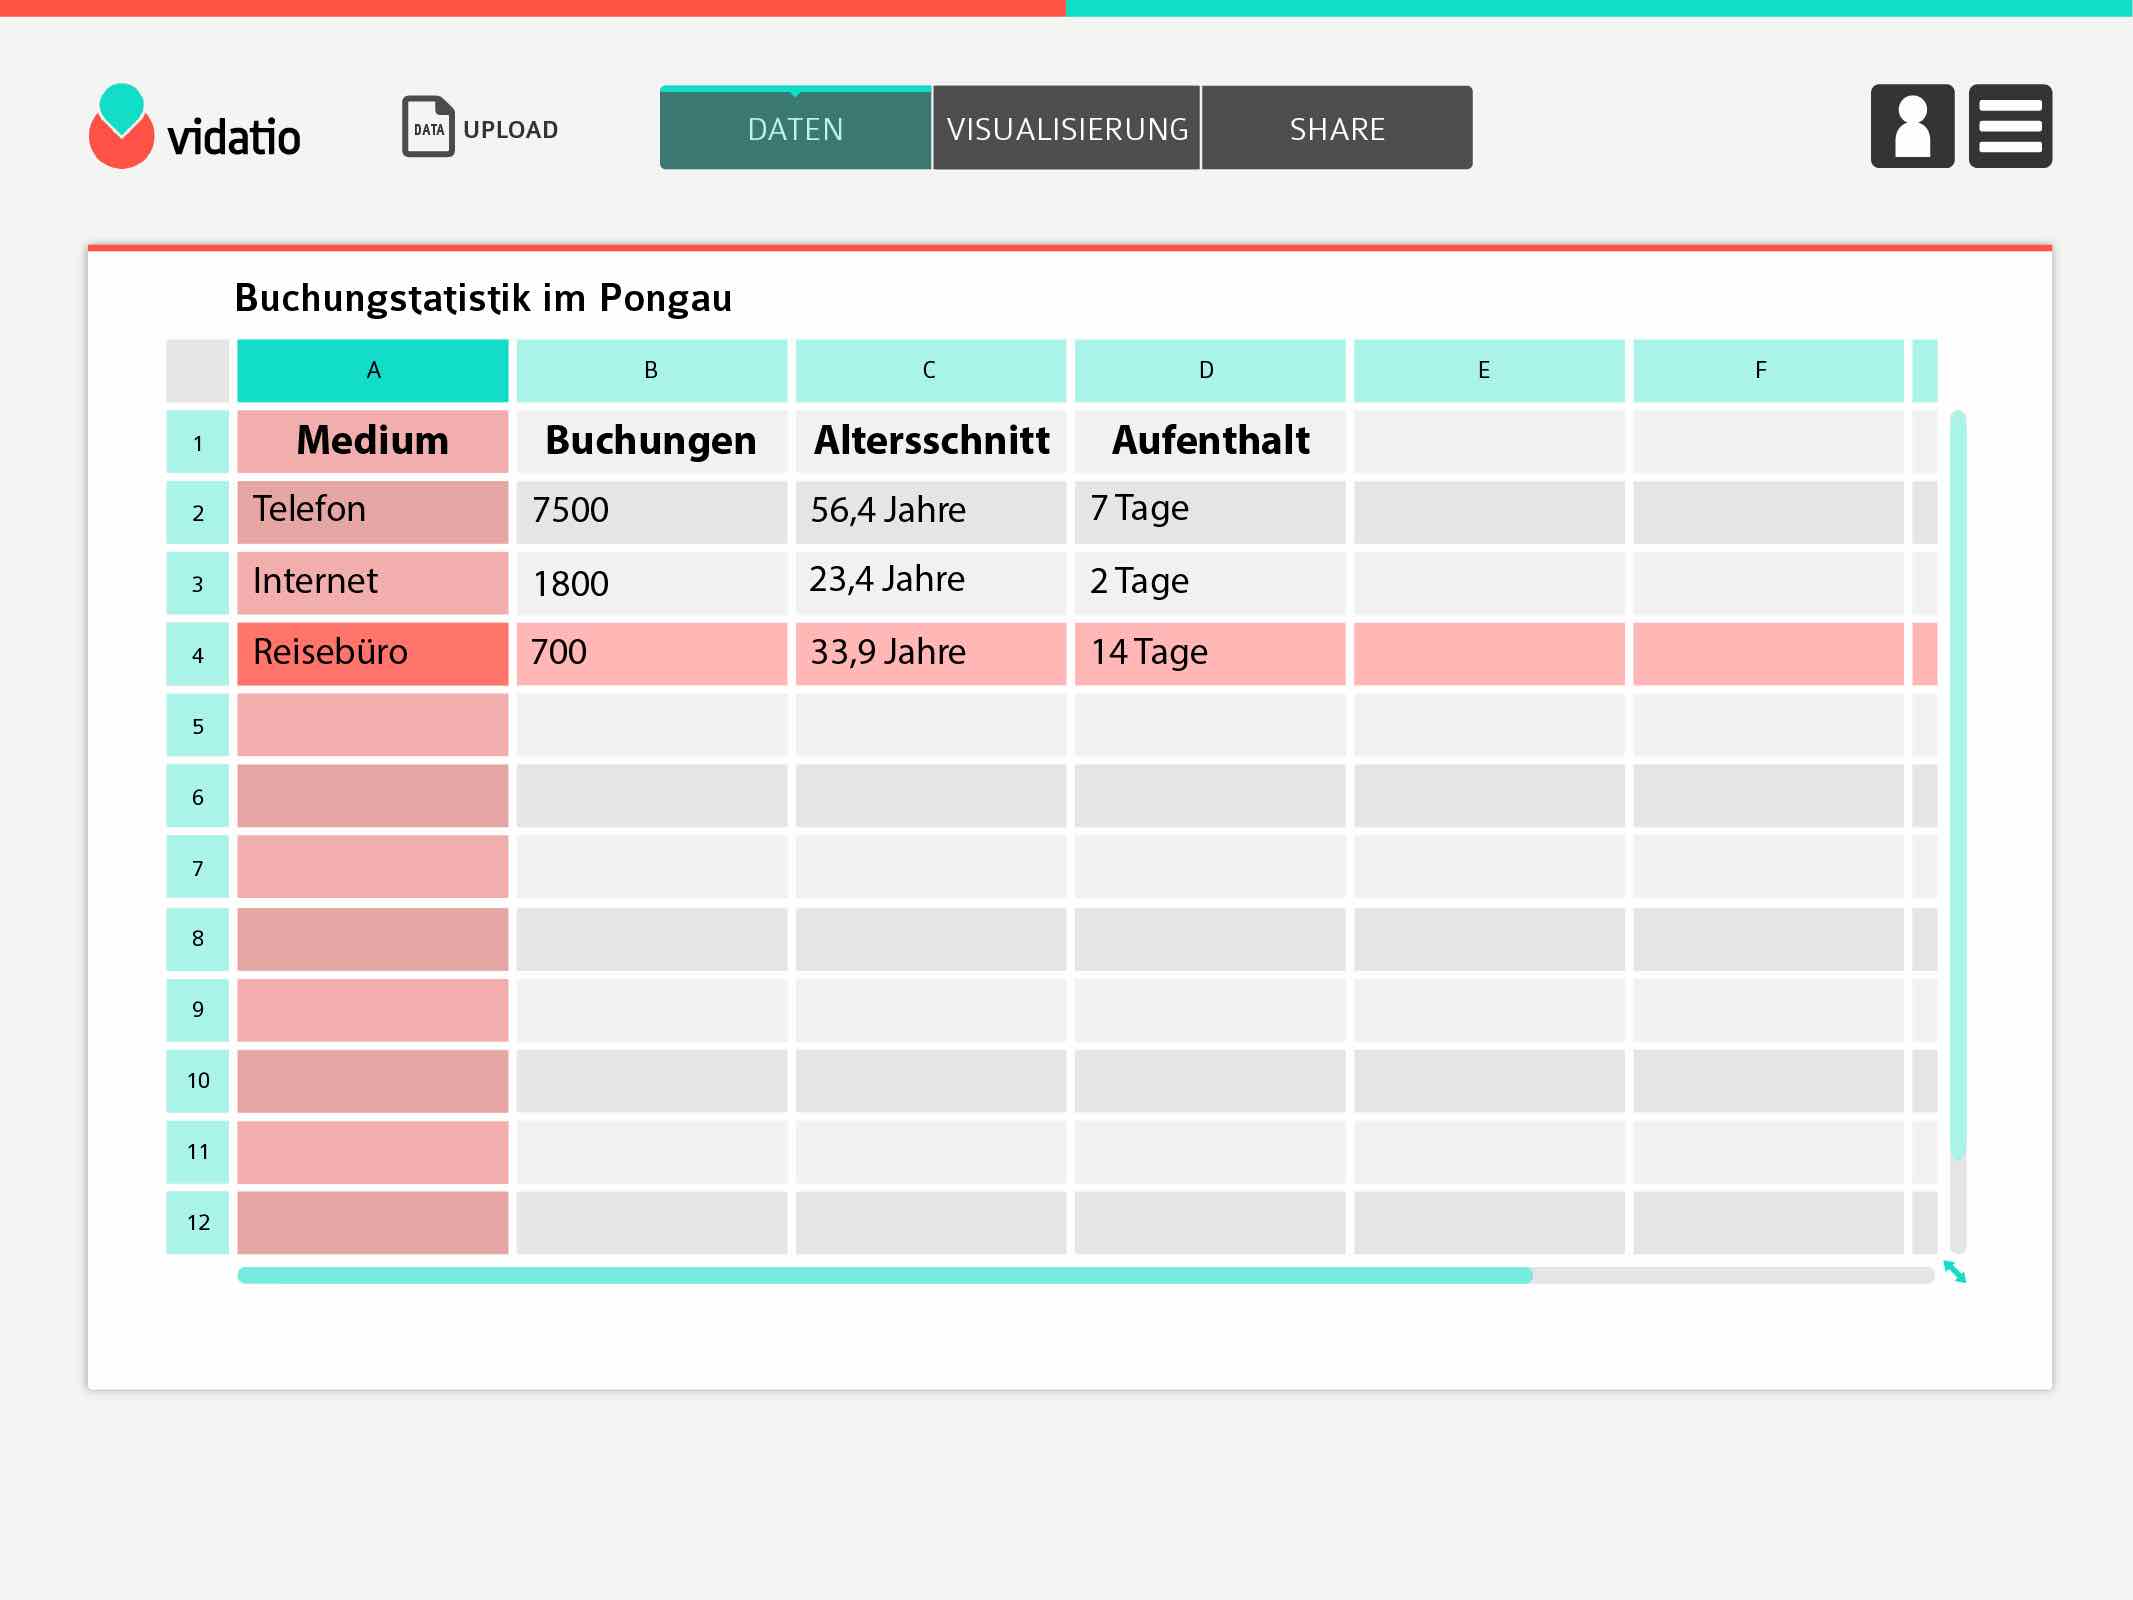 vidatio
DATA UPLOAD
DATEN VISUALISIERUNG SHARE
Buchungstatistik im Pongau
A B C D E F
1 Medium Buchungen Altersschnitt Aufenthalt
2 Telefon 7500 56,4 Jahre 7 Tage
3 Internet 1800 23,4 Jahre 2 Tage
4 Reisebüro 700 33,9 Jahre 14 Tage
5
6
7
8
9
10
11
12